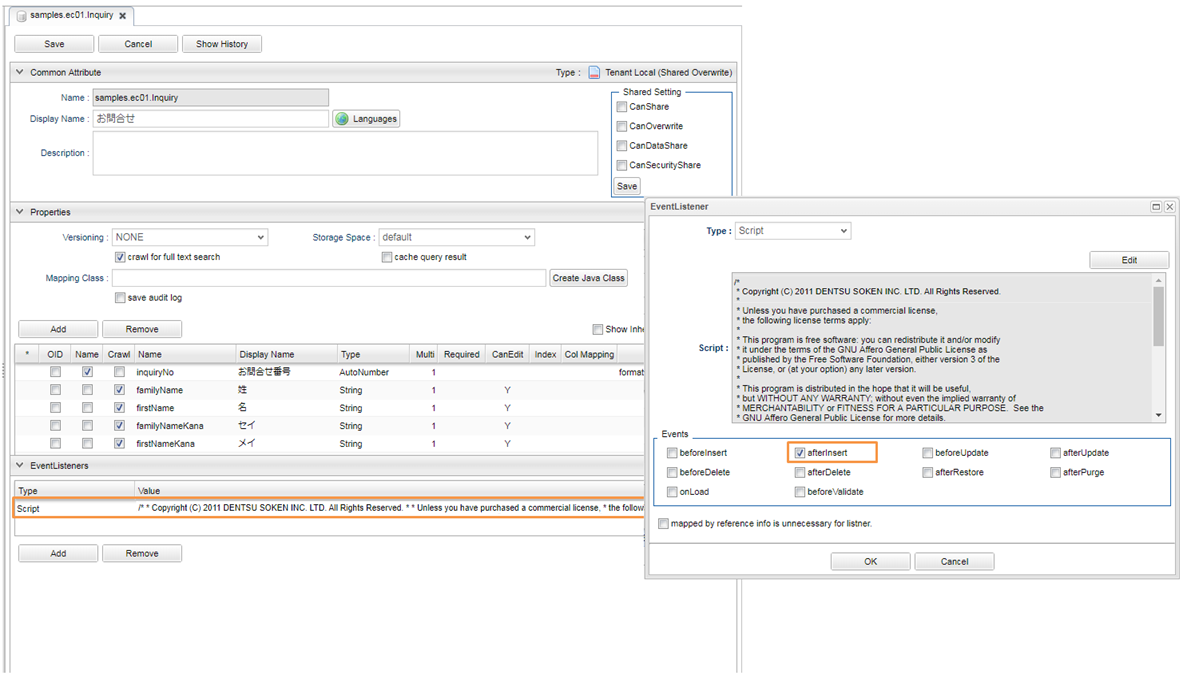 samples.ec01.Inquiry
Save Cancel Show History
Common Attribute Type : Tenant Local (Shared Overwrite)
Name : samples.ec01.Inquiry
Display Name : お問合せ Languages
Description :
Shared Setting
CanShare
CanOverwrite
CanDataShare
CanSecurityShare
Save
Properties
Versioning : NONE Storage Space : default
crawl for full text search cache query result
Mapping Class : Create Java Class
save audit log
Add Remove Show Inhe
* OID Name Crawl Name Display Name Type Multi Required CanEdit Index Col Mapping
inquiryNo お問合せ番号 AutoNumber 1 format
familyName 姓 String 1 Y
firstName 名 String 1 Y
familyNameKana セイ String 1 Y
firstNameKana メイ String 1 Y
EventListeners
Type Value
Script /* * Copyright (C) 2011 DENTSU SOKEN INC. LTD. All Rights Reserved. * * Unless you have purchased a commercial license, * the follow
Add Remove
EventListener
Type : Script
Edit
Script :
/*
* Copyright (C) 2011 DENTSU SOKEN INC. LTD. All Rights Reserved.
*
* Unless you have purchased a commercial license,
* the following license terms apply:
*
* This program is free software: you can redistribute it and/or modify
* it under the terms of the GNU Affero General Public License as
* published by the Free Software Foundation, either version 3 of the
* License, or (at your option) any later version.
*
* This program is distributed in the hope that it will be useful,
* but WITHOUT ANY WARRANTY; without even the implied warranty of
* MERCHANTABILITY or FITNESS FOR A PARTICULAR PURPOSE. See the
* GNU Affero General Public License for more details.
Events
beforeInsert afterInsert beforeUpdate afterUpdate
beforeDelete afterDelete afterRestore afterPurge
onLoad beforeValidate
mapped by reference info is unnecessary for listner.
OK Cancel